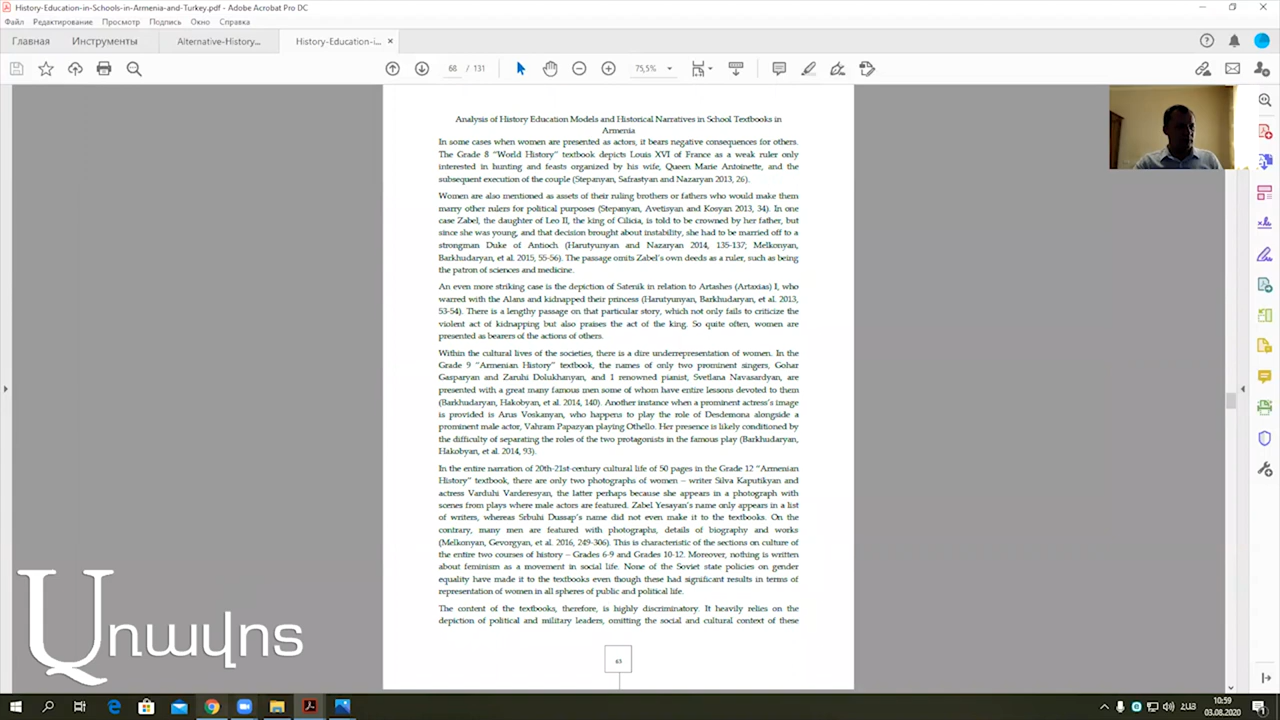 History-Education-in-Schools-in-Armenia-and-Turkey.pdf - Adobe Acrobat Pro DC
Файл Редактирование Просмотр Подпись Окно Справка
Главная Инструменты Alternative-History... History-Education-i... ×
68 / 131 75,5%
Analysis of History Education Models and Historical Narratives in School Textbooks in
Armenia
In some cases when women are presented as actors, it bears negative consequences for others.
The Grade 8 “World History” textbook depicts Louis XVI of France as a weak ruler only
interested in hunting and feasts organized by his wife, Queen Marie Antoinette, and the
subsequent execution of the couple (Stepanyan, Safrastyan and Nazaryan 2013, 26).
Women are also mentioned as assets of their ruling brothers or fathers who would make them
marry other rulers for political purposes (Stepanyan, Avetisyan and Kosyan 2013, 34). In one
case Zabel, the daughter of Leo II, the king of Cilicia, is told to be crowned by her father, but
since she was young, and that decision brought about instability, she had to be married off to a
strongman Duke of Antioch (Harutyunyan and Nazaryan 2014, 135-137; Melkonyan,
Barkhudaryan, et al. 2015, 55-56). The passage omits Zabel’s own deeds as a ruler, such as being
the patron of sciences and medicine.
An even more striking case is the depiction of Satenik in relation to Artashes (Artaxias) I, who
warred with the Alans and kidnapped their princess (Harutyunyan, Barkhudaryan, et al. 2013,
53-54). There is a lengthy passage on that particular story, which not only fails to criticize the
violent act of kidnapping but also praises the act of the king. So quite often, women are
presented as bearers of the actions of others.
Within the cultural lives of the societies, there is a dire underrepresentation of women. In the
Grade 9 “Armenian History” textbook, the names of only two prominent singers, Gohar
Gasparyan and Zaruhi Dolukhanyan, and 1 renowned pianist, Svetlana Navasardyan, are
presented with a great many famous men some of whom have entire lessons devoted to them
(Barkhudaryan, Hakobyan, et al. 2014, 140). Another instance when a prominent actress’s image
is provided is Arus Voskanyan, who happens to play the role of Desdemona alongside a
prominent male actor, Vahram Papazyan playing Othello. Her presence is likely conditioned by
the difficulty of separating the roles of the two protagonists in the famous play (Barkhudaryan,
Hakobyan, et al. 2014, 93).
In the entire narration of 20th-21st-century cultural life of 50 pages in the Grade 12 “Armenian
History” textbook, there are only two photographs of women – writer Silva Kaputikyan and
actress Varduhi Varderesyan, the latter perhaps because she appears in a photograph with
scenes from plays where male actors are featured. Zabel Yesayan’s name only appears in a list
of writers, whereas Srbuhi Dussap’s name did not even make it to the textbooks. On the
contrary, many men are featured with photographs, details of biography and works
(Melkonyan, Gevorgyan, et al. 2016, 249-306). This is characteristic of the sections on culture of
the entire two courses of history – Grades 6-9 and Grades 10-12. Moreover, nothing is written
about feminism as a movement in social life. None of the Soviet state policies on gender
equality have made it to the textbooks even though these had significant results in terms of
representation of women in all spheres of public and political life.
The content of the textbooks, therefore, is highly discriminatory. It heavily relies on the
depiction of political and military leaders, omitting the social and cultural context of these
63
Առավոտ
10:59
ՀԱՅ
03.08.2020